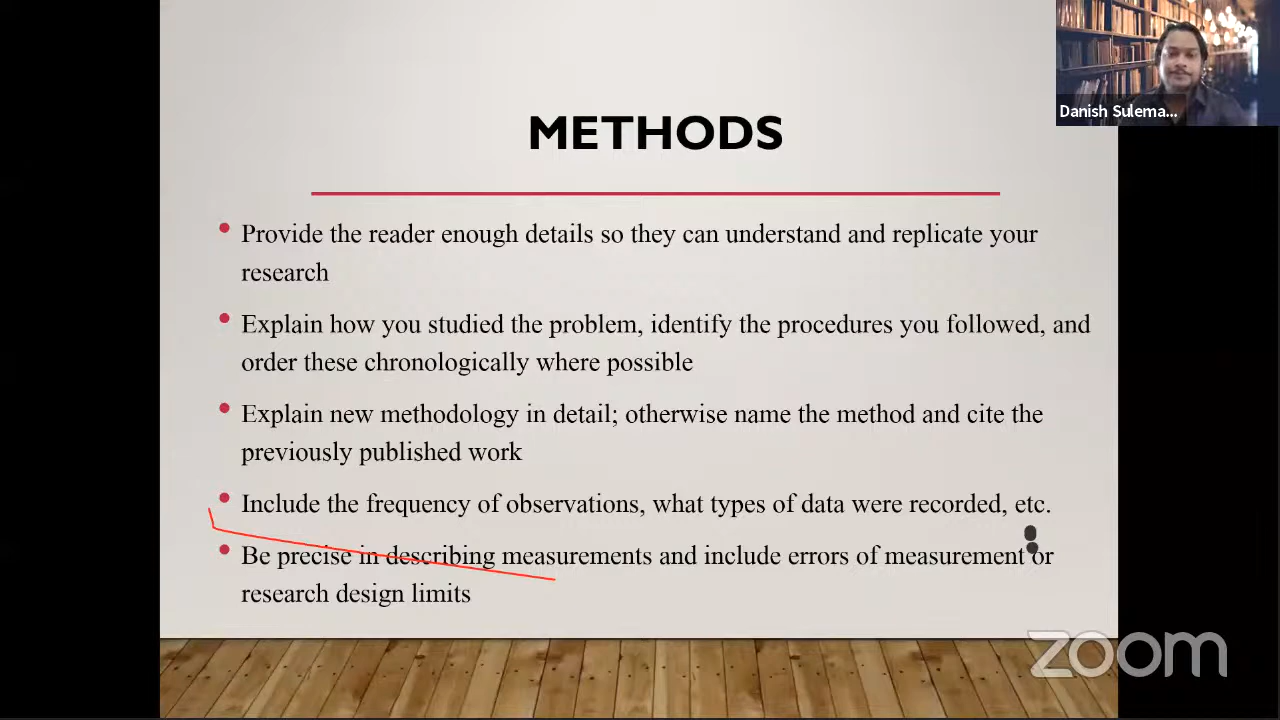 Danish Sulema...
METHODS
• Provide the reader enough details so they can understand and replicate your
research
• Explain how you studied the problem, identify the procedures you followed, and
order these chronologically where possible
• Explain new methodology in detail; otherwise name the method and cite the
previously published work
• Include the frequency of observations, what types of data were recorded, etc.
• Be precise in describing measurements and include errors of measurement or
research design limits
zoom